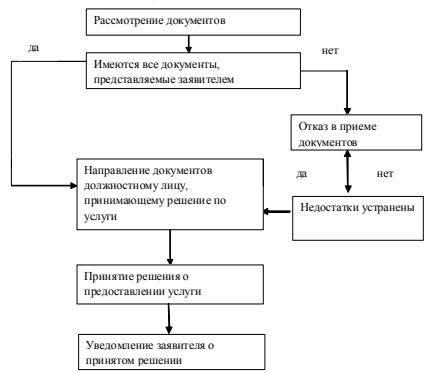 Рассмотрение документов
да
нет
Имеются все документы,
представляемые заявителем
Отказ в приеме
документов
Направление документов
должностному лицу,
принимающему решение по
услуги
да
нет
Недостатки устранены
Принятие решения о
предоставлении услуги
Уведомление заявителя о
принятом решении